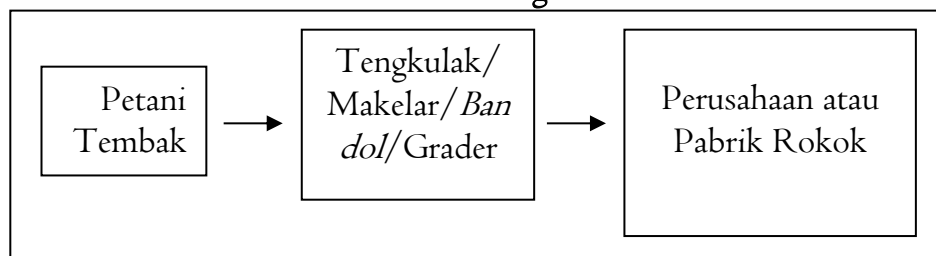 Petani
Tembak
Tengkulak/
Makelar/Ban
dol/Grader
Perusahaan atau
Pabrik Rokok